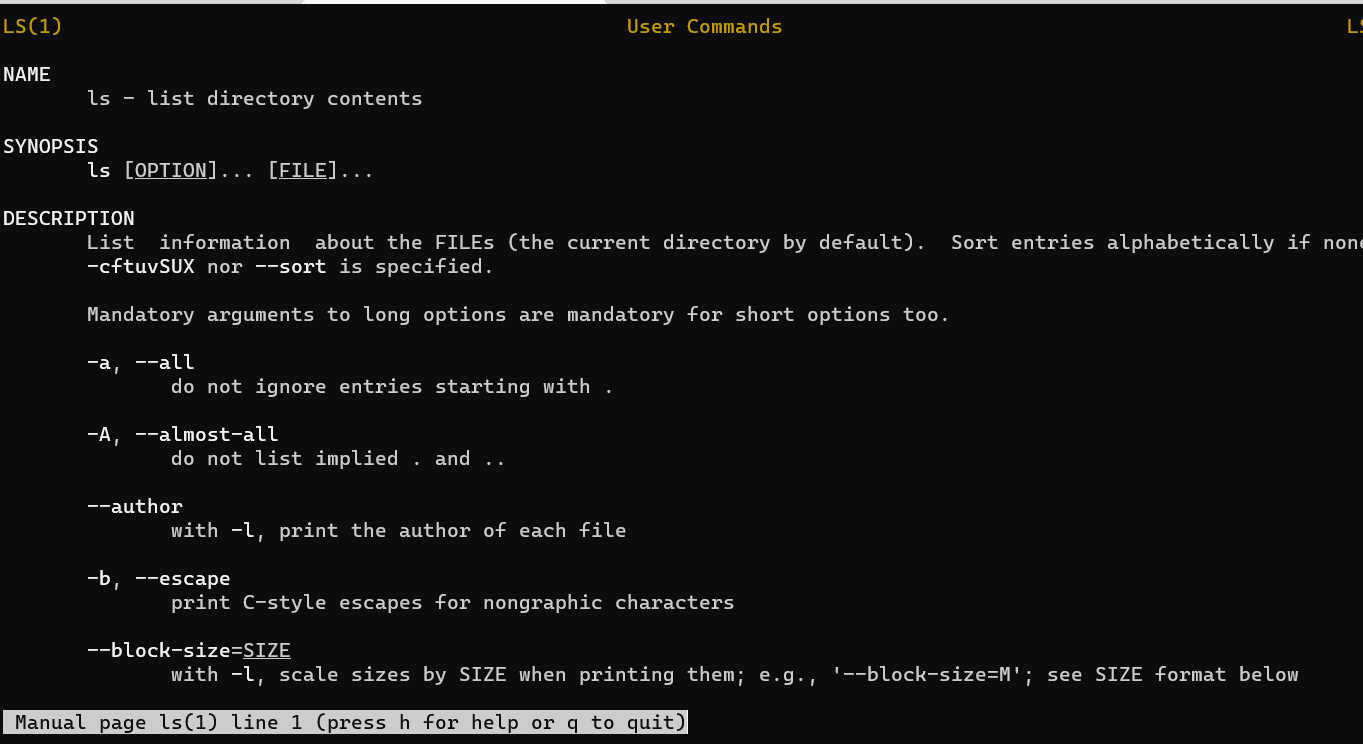 LS(1) User Commands LS
NAME
ls - list directory contents
SYNOPSIS
ls [OPTION]... [FILE]...
DESCRIPTION
List  information  about the FILEs (the current directory by default).  Sort entries alphabetically if none
-cftuvSUX nor --sort is specified.
Mandatory arguments to long options are mandatory for short options too.
-a, --all
do not ignore entries starting with .
-A, --almost-all
do not list implied . and ..
--author
with -l, print the author of each file
-b, --escape
print C-style escapes for nongraphic characters
--block-size=SIZE
with -l, scale sizes by SIZE when printing them; e.g., '--block-size=M'; see SIZE format below
Manual page ls(1) line 1 (press h for help or q to quit)